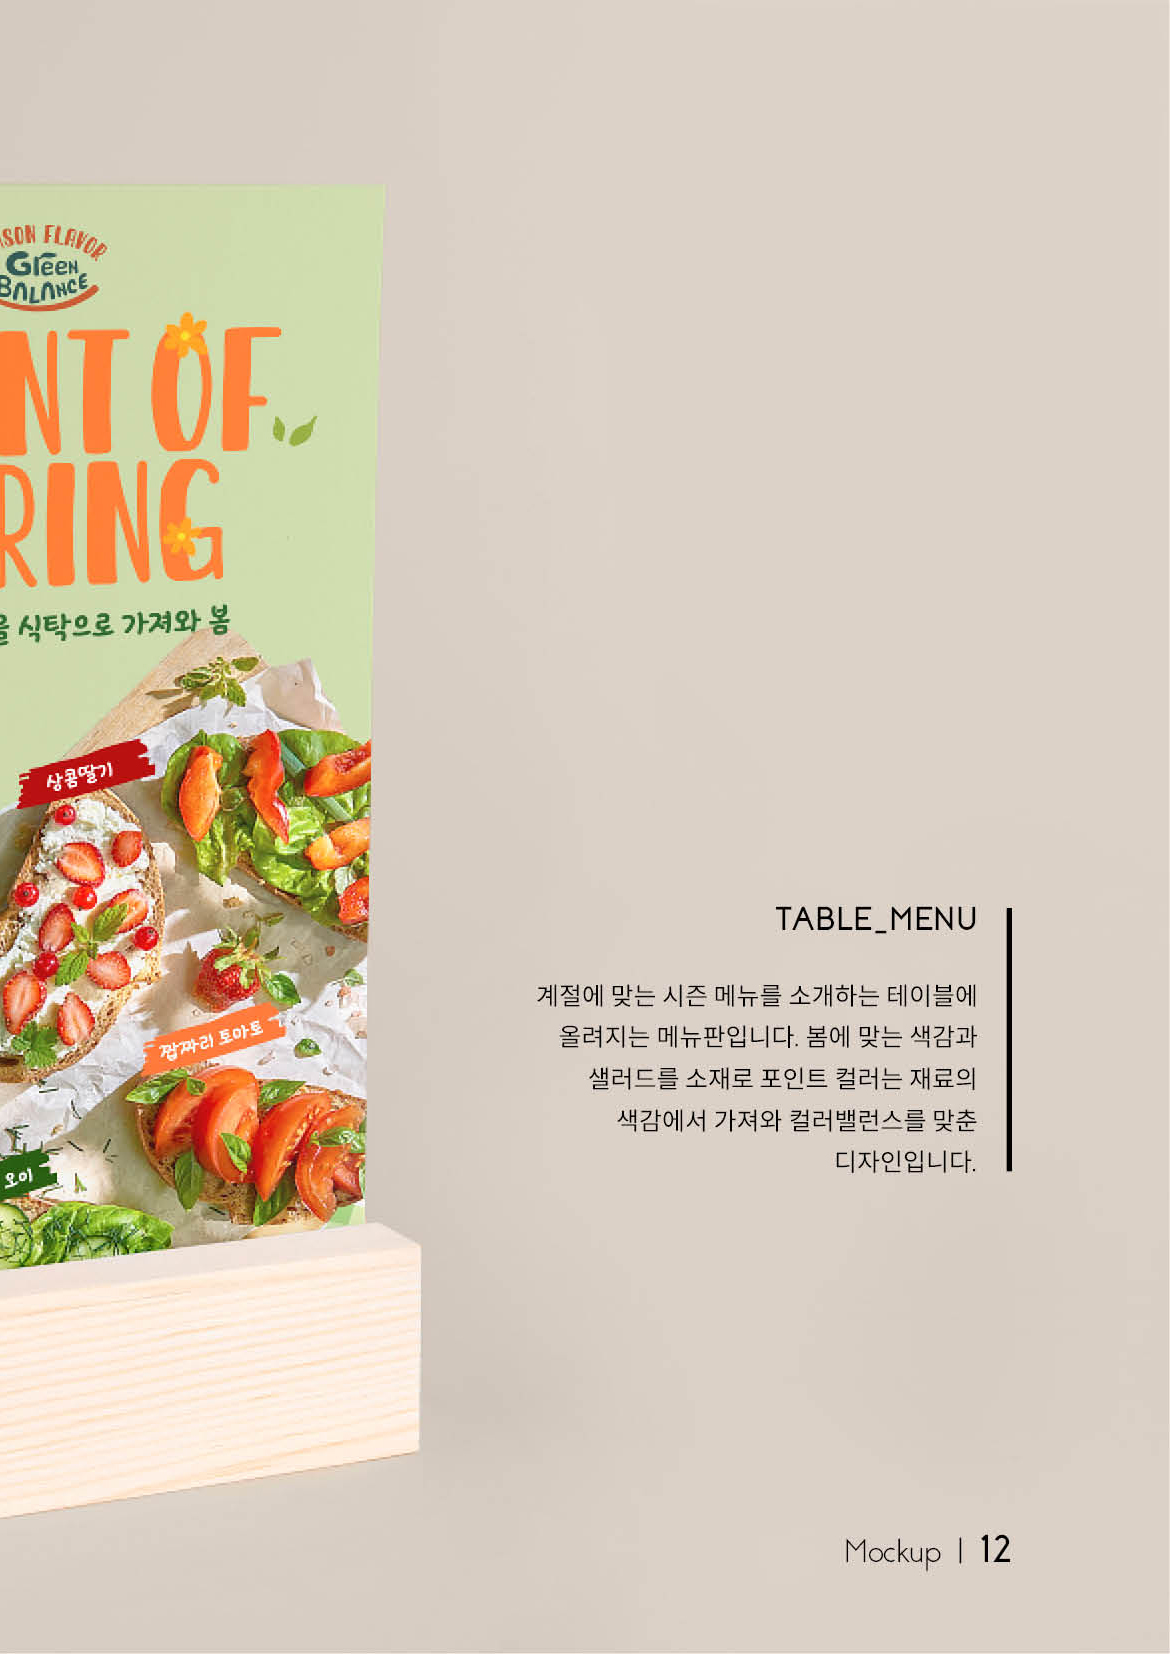 SON FLAVOR
Green
BALANCE
NT OF
RING
을 식탁으로 가져와 봄
상콤딸기
짭짜리 토마토
오이
TABLE_MENU
계절에 맞는 시즌 메뉴를 소개하는 테이블에
올려지는 메뉴판입니다. 봄에 맞는 색감과
샐러드를 소재로 포인트 컬러는 재료의
색감에서 가져와 컬러밸런스를 맞춘
디자인입니다.
Mockup | 12